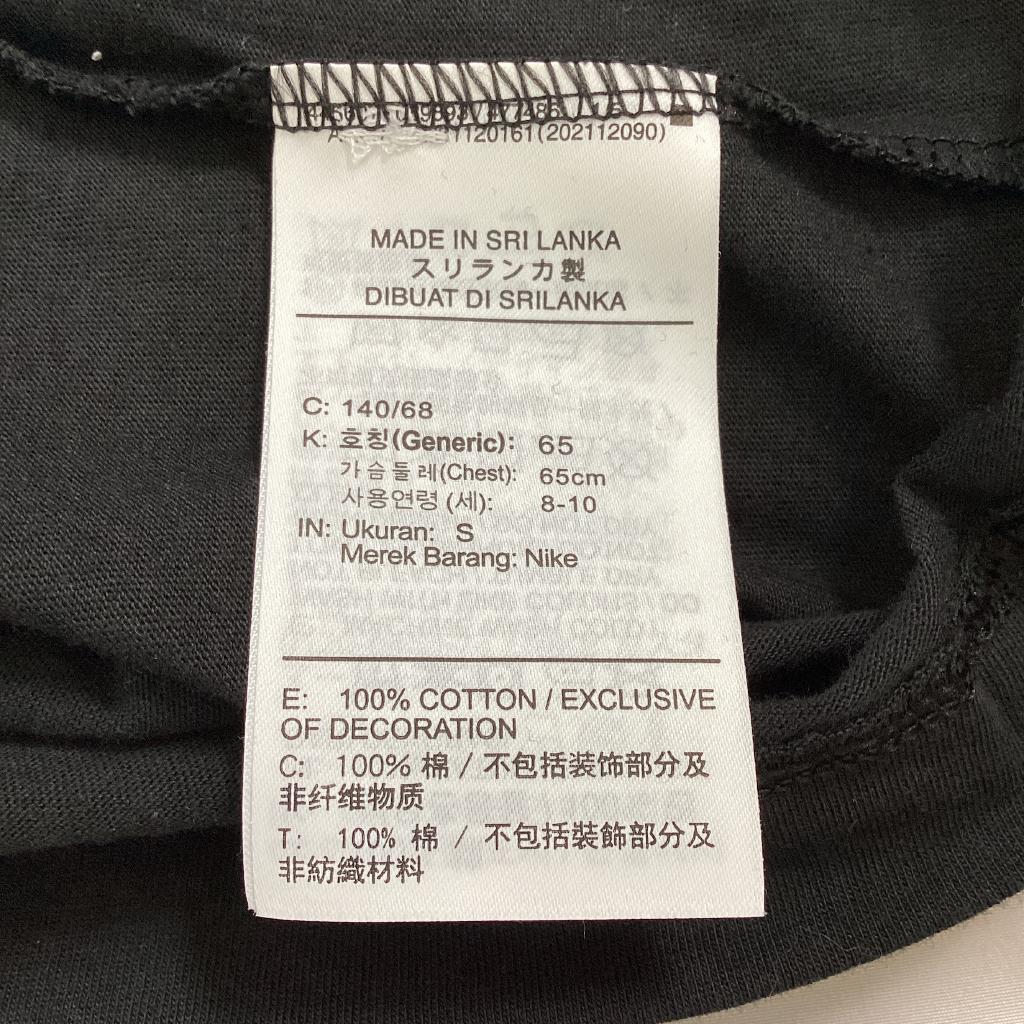 1120161(202112090)
MADE IN SRI LANKA
スリランカ製
DIBUAT DI SRILANKA
C: 140/68
K: 호칭(Generic): 65
가슴둘레(Chest): 65cm
사용연령 (세): 8-10
IN: Ukuran: S
Merek Barang: Nike
E: 100% COTTON / EXCLUSIVE
OF DECORATION
C: 100% 棉 / 不包括装饰部分及
非纤维物质
T: 100% 棉 / 不包括裝飾部分及
非紡織材料